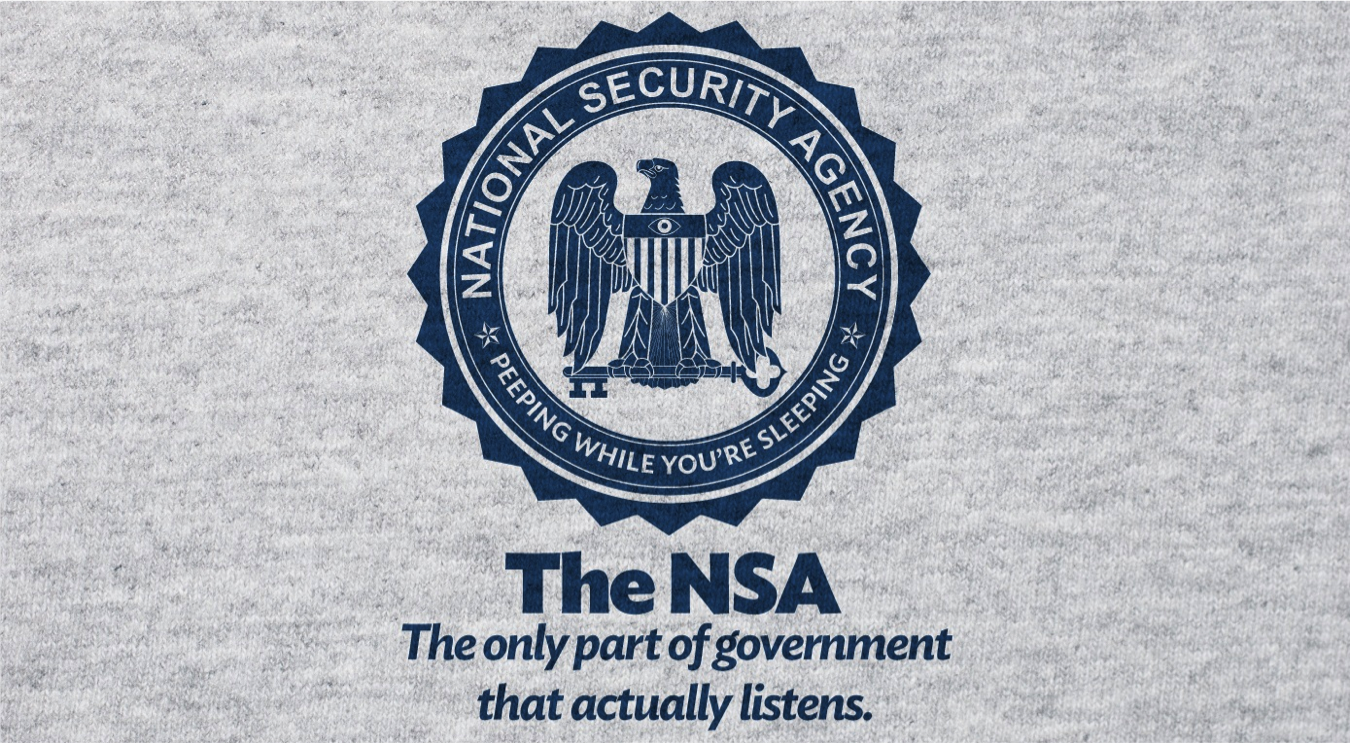 NATIONAL SECURITY AGENCY
PEEPING WHILE YOU'RE SLEEPING
The NSA
The only part of government
that actually listens.